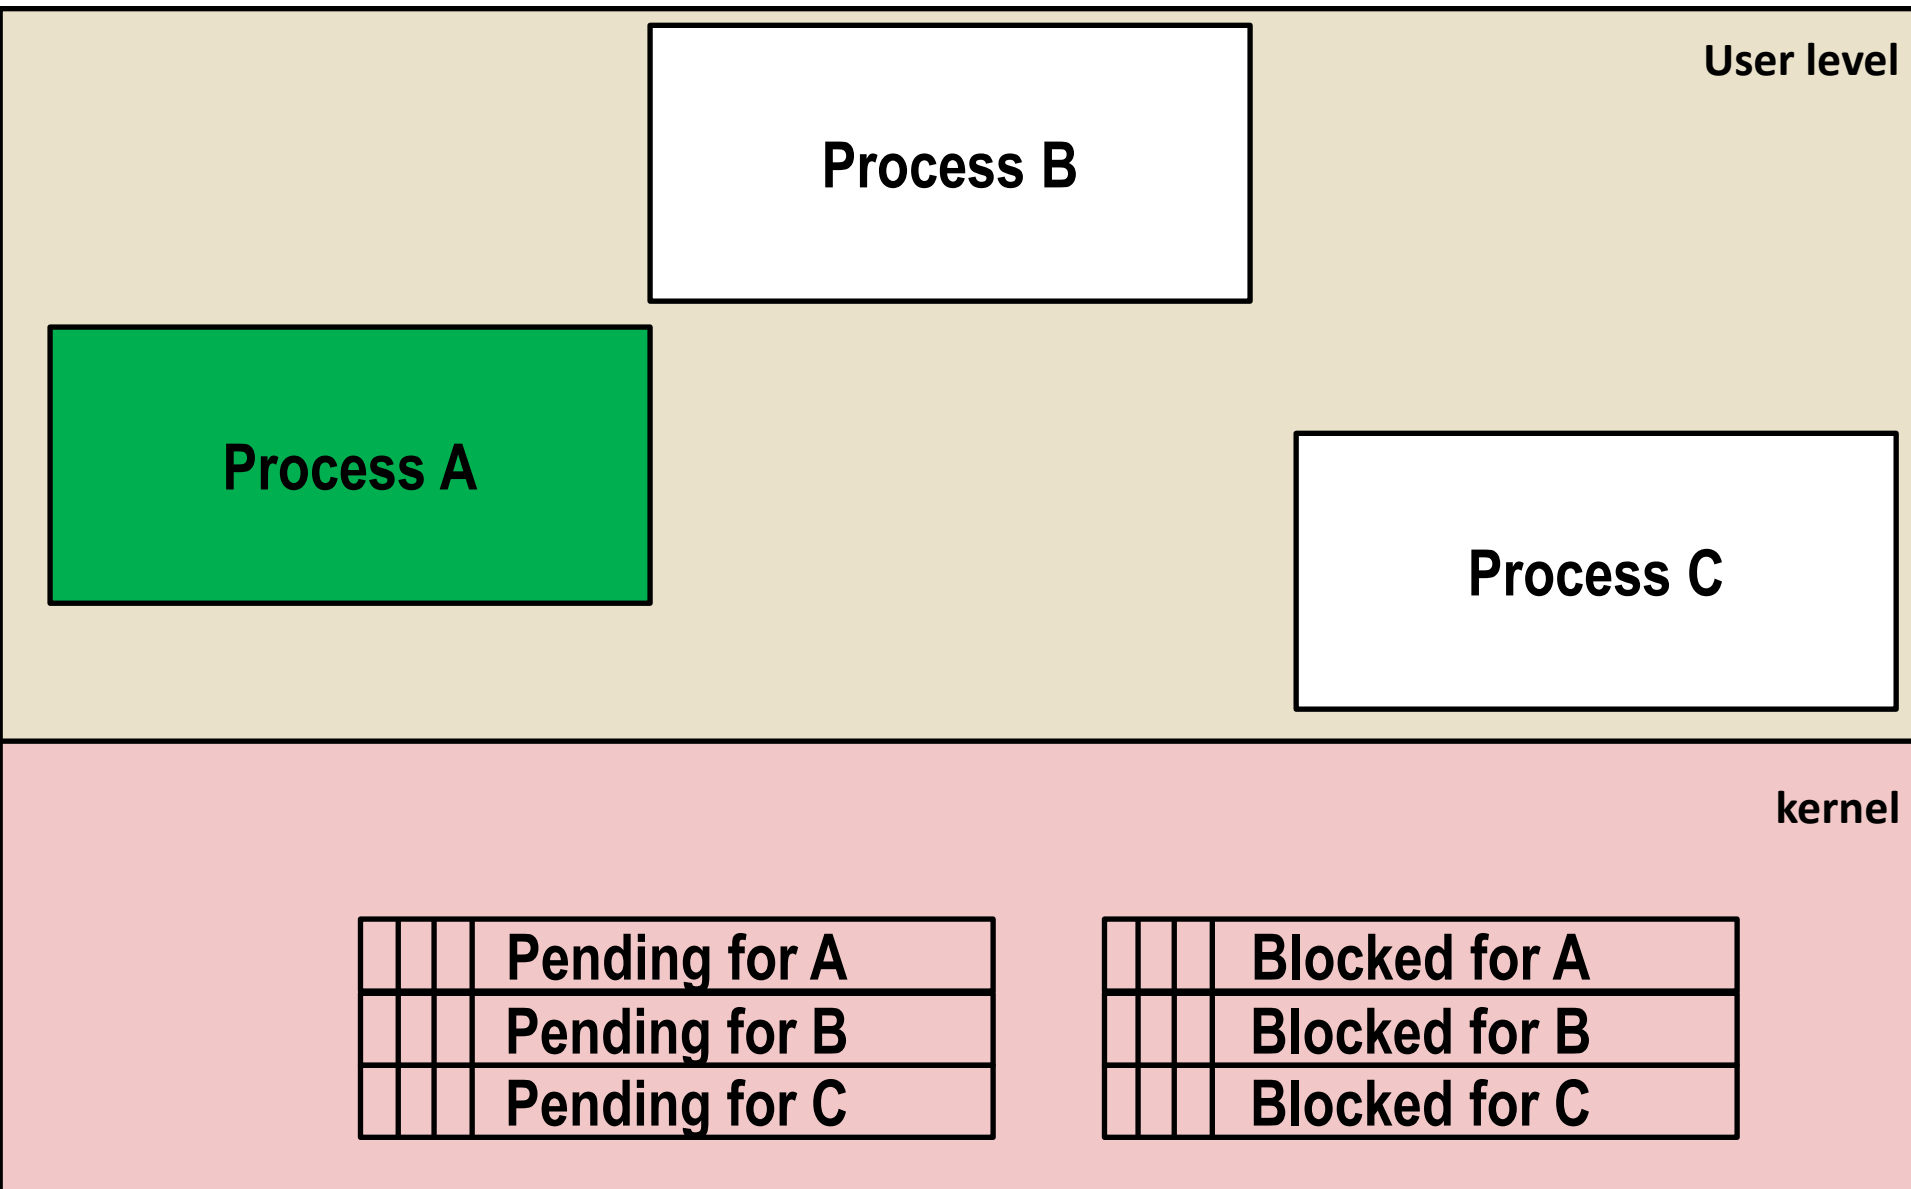 User level
Process B
Process A
Process C
kernel
Pending for A
Pending for B
Pending for C
Blocked for A
Blocked for B
Blocked for C